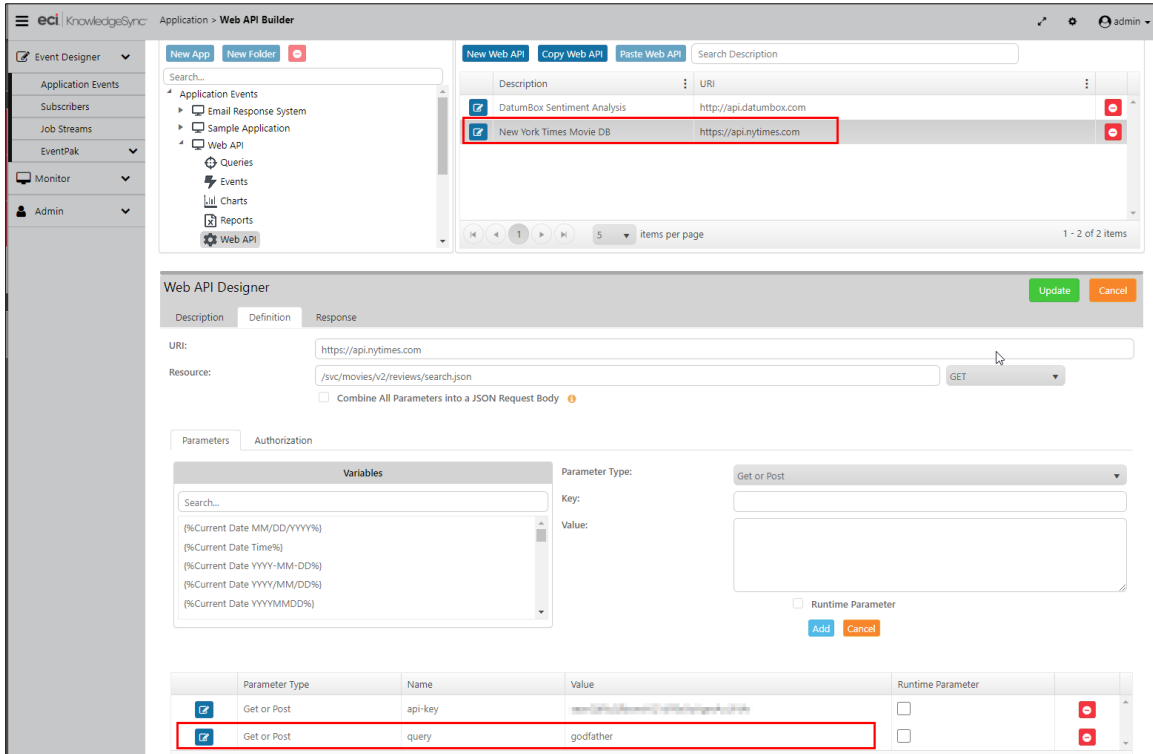 eci KnowledgeSync Application > Web API Builder admin
Event Designer
Application Events
Subscribers
Job Streams
EventPak
Monitor
Admin
New App New Folder
Search...
Application Events
Email Response System
Sample Application
Web API
Queries
Events
Charts
Reports
Web API
New Web API Copy Web API Paste Web API Search Description
Description URI
DatumBox Sentiment Analysis http://api.datumbox.com
New York Times Movie DB https://api.nytimes.com
1 5 items per page 1 - 2 of 2 items
Web API Designer Update Cancel
Description Definition Response
URI: https://api.nytimes.com
Resource: /svc/movies/v2/reviews/search.json GET
Combine All Parameters into a JSON Request Body
Parameters Authorization
Variables
Search...
{%Current Date MM/DD/YYYY%}
{%Current Date Time%}
{%Current Date YYYY-MM-DD%}
{%Current Date YYYY/MM/DD%}
{%Current Date YYYYMMDD%}
Parameter Type: Get or Post
Key:
Value:
Runtime Parameter
Add Cancel
Parameter Type Name Value Runtime Parameter
Get or Post api-key
Get or Post query godfather